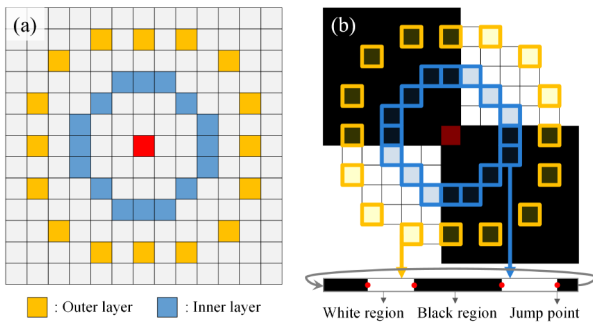 (a)
(b)
: Outer layer
: Inner layer
White region
Black region
Jump point